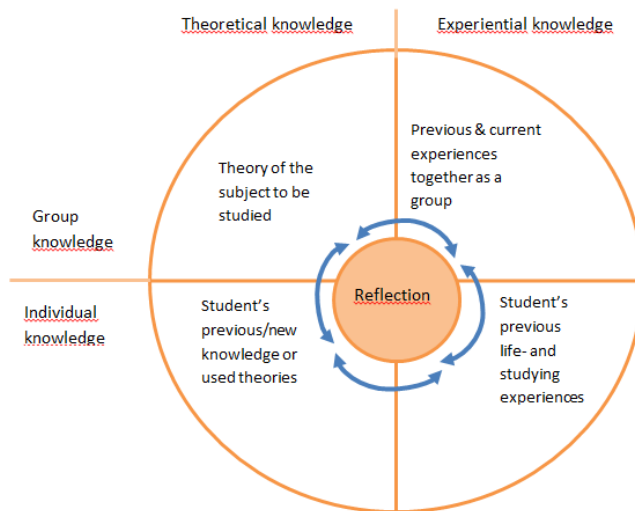 Theoretical knowledge
Experiential knowledge
Previous & current
experiences
together as a
group
Theory of the
subject to be
studied
Group
knowledge
Individual
knowledge
Reflection
Student's
previous/new
knowledge or
used theories
Student's
previous
life- and
studying
experiences